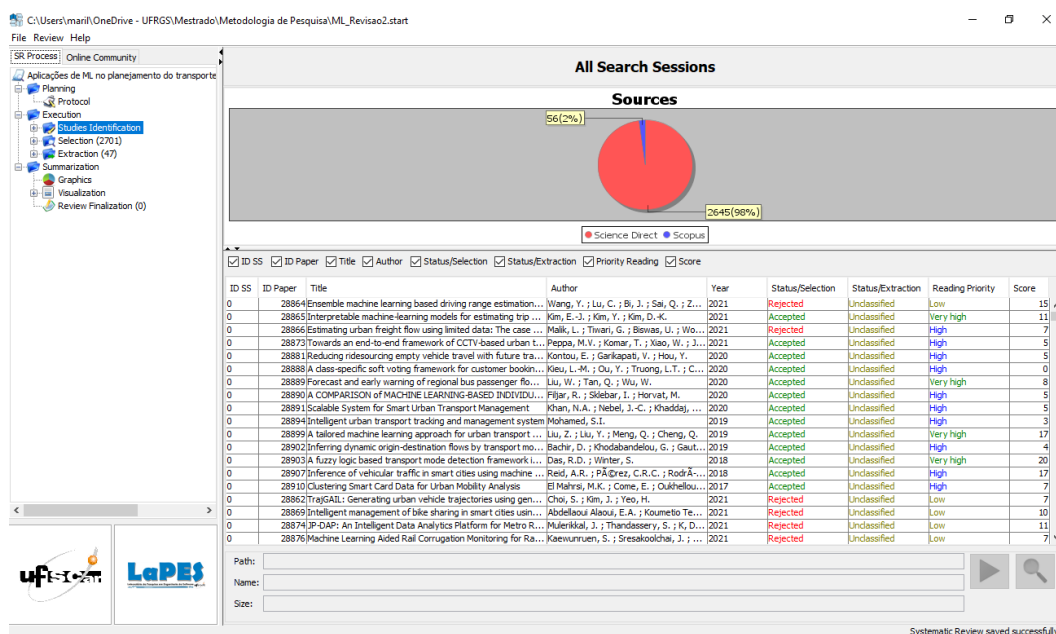 C:\Users\maril\OneDrive - UFRGS\Mestrado\Metodologia de Pesquisa\ML_Revisao2.start
File Review Help
SR Process Online Community
Aplicações de ML no planejamento do transporte
Planning
Protocol
Execution
Studies Identification
Selection (2701)
Extraction (47)
Summarization
Graphics
Visualization
Review Finalization (0)
ufscar
LaPES
All Search Sessions
Sources
56(2%)
2645(98%)
Science Direct Scopus
ID SS ID Paper Title Author Status/Selection Status/Extraction Priority Reading Score
ID SS ID Paper Title Author Year Status/Selection Status/Extraction Reading Priority Score
0 28864 Ensemble machine learning based driving range estimation... Wang, Y. ; Lu, C. ; Bi, J. ; Sai, Q. ; Z... 2021 Rejected Unclassified Low 15
0 28865 Interpretable machine-learning models for estimating trip ... Kim, E.-J. ; Kim, Y. ; Kim, D.-K. 2021 Accepted Unclassified Very high 11
0 28866 Estimating urban freight flow using limited data: The case ... Malik, L. ; Tiwari, G. ; Biswas, U. ; Wo... 2021 Rejected Unclassified High 7
0 28873 Towards an end-to-end framework of CCTV-based urban t... Peppa, M.V. ; Komar, T. ; Xiao, W. ; J... 2021 Accepted Unclassified High 5
0 28881 Reducing ridesourcing empty vehicle travel with future tra... Kontou, E. ; Garikapati, V. ; Hou, Y. 2020 Accepted Unclassified High 5
0 28888 A class-specific soft voting framework for customer bookin... Kieu, L.-M. ; Ou, Y. ; Truong, L.T. ; C... 2020 Accepted Unclassified High 0
0 28889 Forecast and early warning of regional bus passenger flo... Liu, W. ; Tan, Q. ; Wu, W. 2020 Accepted Unclassified Very high 8
0 28890 A COMPARISON of MACHINE LEARNING-BASED INDIVIDU... Filjar, R. ; Sklebar, I. ; Horvat, M. 2020 Accepted Unclassified High 5
0 28891 Scalable System for Smart Urban Transport Management Khan, N.A. ; Nebel, J.-C. ; Khaddaj, ... 2020 Accepted Unclassified High 5
0 28894 Intelligent urban transport tracking and management system Mohamed, S.I. 2019 Accepted Unclassified High 3
0 28899 A tailored machine learning approach for urban transport ... Liu, Z. ; Liu, Y. ; Meng, Q. ; Cheng, Q. 2019 Accepted Unclassified Very high 17
0 28902 Inferring dynamic origin-destination flows by transport mo... Bachir, D. ; Khodabandelou, G. ; Gaut... 2019 Accepted Unclassified High 4
0 28903 A fuzzy logic based transport mode detection framework i... Das, R.D. ; Winter, S. 2018 Accepted Unclassified Very high 20
0 28907 Inference of vehicular traffic in smart cities using machine ... Reid, A.R. ; PÃ©rez, C.R.C. ; RodrÃ-... 2018 Accepted Unclassified High 17
0 28910 Clustering Smart Card Data for Urban Mobility Analysis El Mahrsi, M.K. ; Come, E. ; Oukhellou... 2017 Accepted Unclassified High 7
0 28862 TrajGAIL: Generating urban vehicle trajectories using gen... Choi, S. ; Kim, J. ; Yeo, H. 2021 Rejected Unclassified Low 7
0 28869 Intelligent management of bike sharing in smart cities usin... Abdellaoui Alaoui, E.A. ; Koumetio Te... 2021 Rejected Unclassified Low 10
0 28874 JP-DAP: An Intelligent Data Analytics Platform for Metro R... Mulerikkal, J. ; Thandassery, S. ; K, D... 2021 Rejected Unclassified Low 11
0 28876 Machine Learning Aided Rail Corrugation Monitoring for Ra... Kaewunruen, S. ; Sresakoolchai, J. ; ... 2021 Rejected Unclassified Low 7
Path:
Name:
Size:
Systematic Review saved successfully